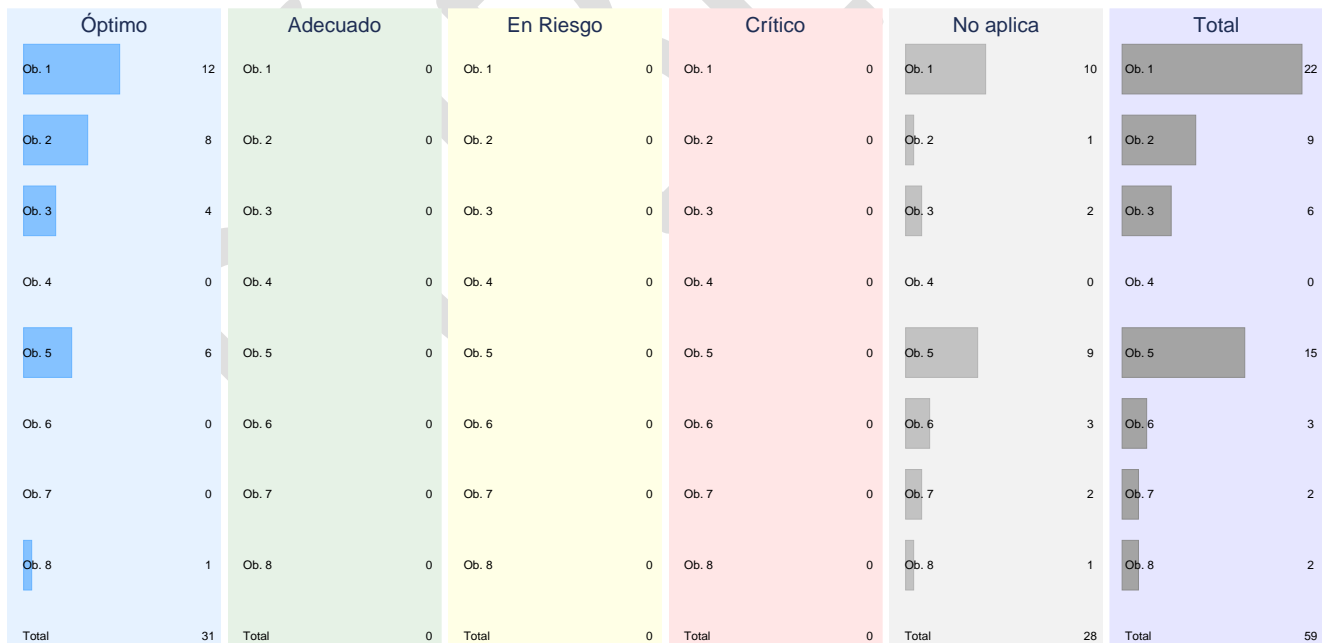 Óptimo Adecuado En Riesgo Crítico No aplica Total
Ob. 1 12 Ob. 1 0 Ob. 1 0 Ob. 1 0 Ob. 1 10 Ob. 1 22
Ob. 2 8 Ob. 2 0 Ob. 2 0 Ob. 2 0 Ob. 2 1 Ob. 2 9
Ob. 3 4 Ob. 3 0 Ob. 3 0 Ob. 3 0 Ob. 3 2 Ob. 3 6
Ob. 4 0 Ob. 4 0 Ob. 4 0 Ob. 4 0 Ob. 4 0 Ob. 4 0
Ob. 5 6 Ob. 5 0 Ob. 5 0 Ob. 5 0 Ob. 5 9 Ob. 5 15
Ob. 6 0 Ob. 6 0 Ob. 6 0 Ob. 6 0 Ob. 6 3 Ob. 6 3
Ob. 7 0 Ob. 7 0 Ob. 7 0 Ob. 7 0 Ob. 7 2 Ob. 7 2
Ob. 8 1 Ob. 8 0 Ob. 8 0 Ob. 8 0 Ob. 8 1 Ob. 8 2
Total 31 Total 0 Total 0 Total 0 Total 28 Total 59